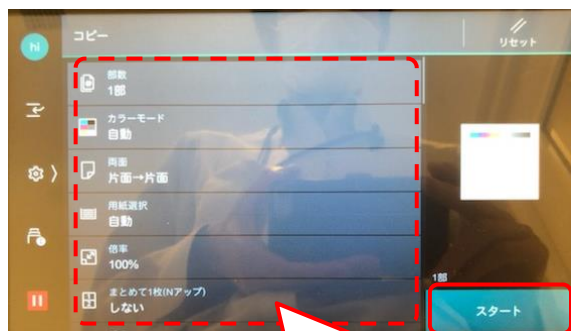 コピー
リセット
hl
部数
1部
カラーモード
自動
両面
片面→片面
用紙選択
自動
倍率
100%
まとめて1枚(Nアップ)
しない
1部
スタート